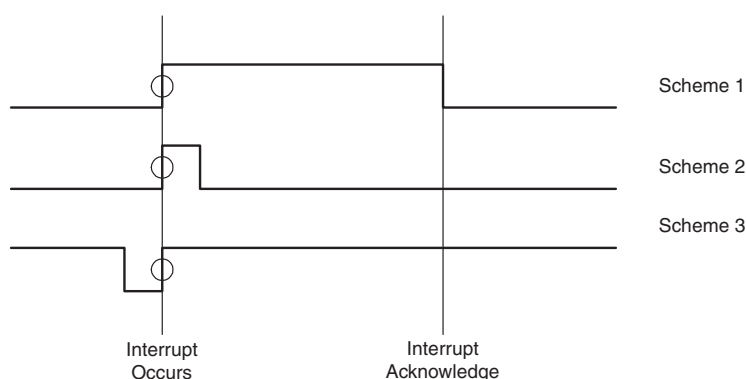 Scheme 1
Scheme 2
Scheme 3
Interrupt
Occurs
Interrupt
Acknowledge